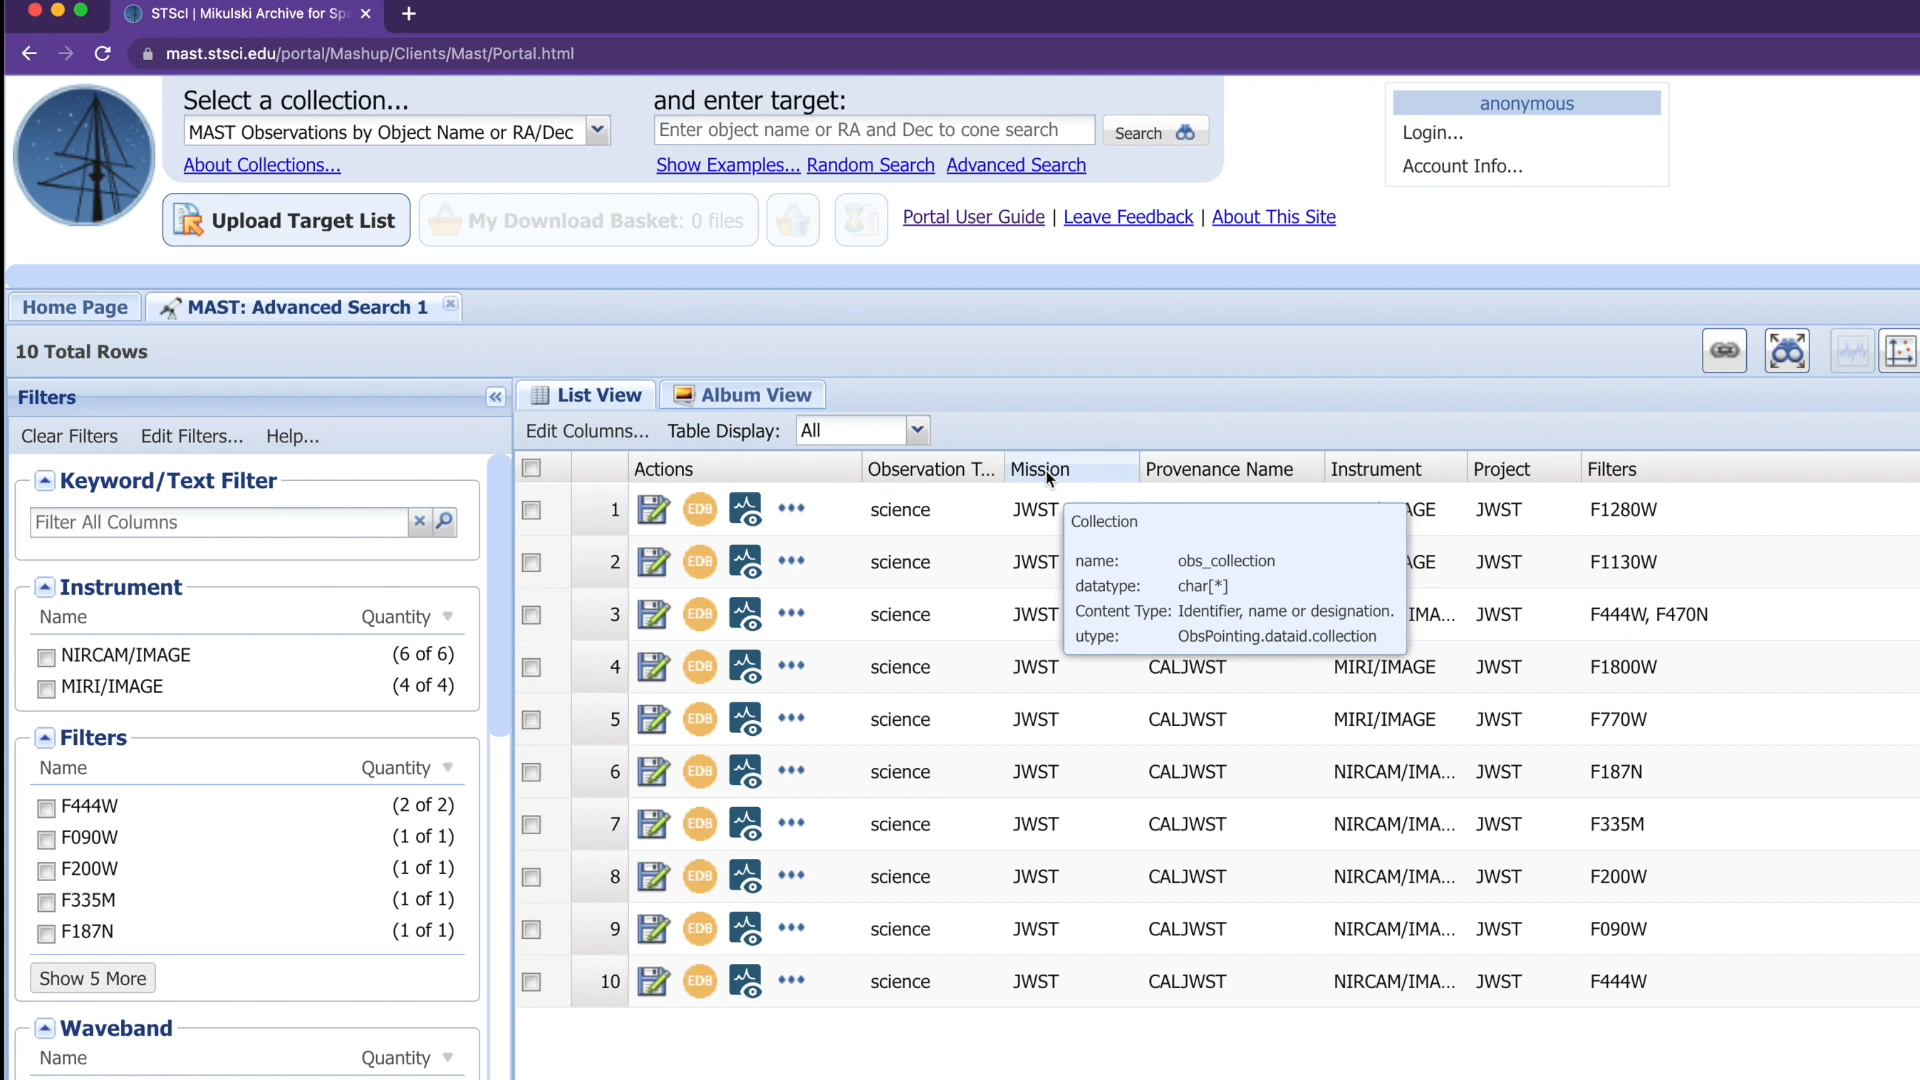 STScI | Mikulski Archive for Sp
mast.stsci.edu/portal/Mashup/Clients/Mast/Portal.html
Select a collection... and enter target: anonymous
MAST Observations by Object Name or RA/Dec Enter object name or RA and Dec to cone search Search Login...
About Collections... Show Examples... Random Search Advanced Search Account Info...
Upload Target List My Download Basket: 0 files Portal User Guide | Leave Feedback | About This Site
Home Page MAST: Advanced Search 1
10 Total Rows
Filters
Clear Filters Edit Filters... Help...
Keyword/Text Filter
Filter All Columns
Instrument
Name Quantity
NIRCAM/IMAGE (6 of 6)
MIRI/IMAGE (4 of 4)
Filters
Name Quantity
F444W (2 of 2)
F090W (1 of 1)
F200W (1 of 1)
F335M (1 of 1)
F187N (1 of 1)
Show 5 More
Waveband
Name Quantity
List View Album View
Edit Columns... Table Display: All
Actions Observation T... Mission Provenance Name Instrument Project Filters
1 EDB science JWST AGE JWST F1280W
2 EDB science JWST AGE JWST F1130W
3 EDB science JWST IMA... JWST F444W, F470N
4 EDB science JWST CALJWST MIRI/IMAGE JWST F1800W
5 EDB science JWST CALJWST MIRI/IMAGE JWST F770W
6 EDB science JWST CALJWST NIRCAM/IMA... JWST F187N
7 EDB science JWST CALJWST NIRCAM/IMA... JWST F335M
8 EDB science JWST CALJWST NIRCAM/IMA... JWST F200W
9 EDB science JWST CALJWST NIRCAM/IMA... JWST F090W
10 EDB science JWST CALJWST NIRCAM/IMA... JWST F444W
Collection
name: obs_collection
datatype: char[*]
Content Type: Identifier, name or designation.
utype: ObsPointing.dataid.collection